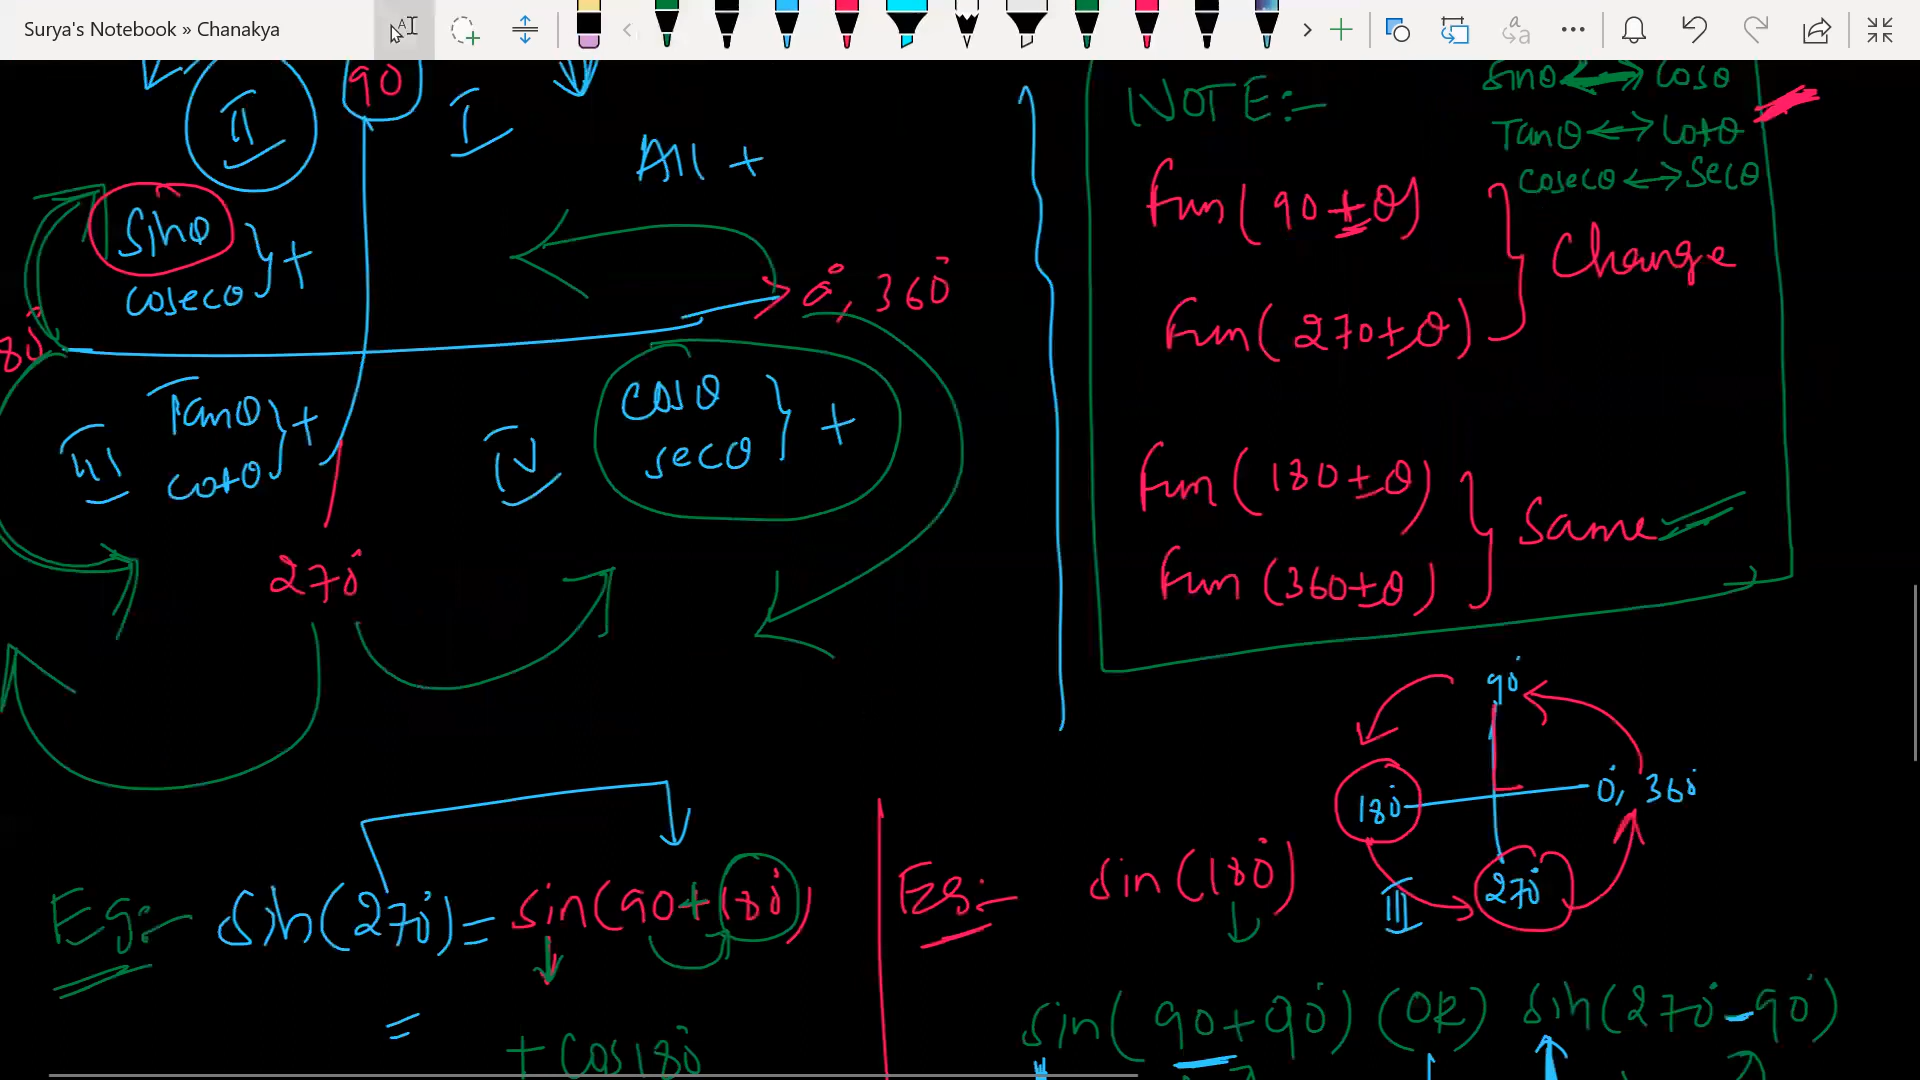 Surya's Notebook » Chanakya
II
90
I
All +
Sinθ
cosecθ } +
0°, 360°
80°
III
Tanθ
cotθ } +
IV
cosθ
secθ } +
270°
NOTE:-
Sinθ ↔ Cosθ
Tanθ ↔ Cotθ
Cosecθ ↔ Secθ
Fun(90±θ)
Fun(270±θ) } Change
Fun(180±θ)
Fun(360±θ) } Same
90°
180°
0°, 360°
270°
III
Eg:- Sin(270°) = sin(90+180°)
=
+ Cos180°
Eg:- Sin(180°)
sin(90+90°) (OR) Sin(270°-90°)